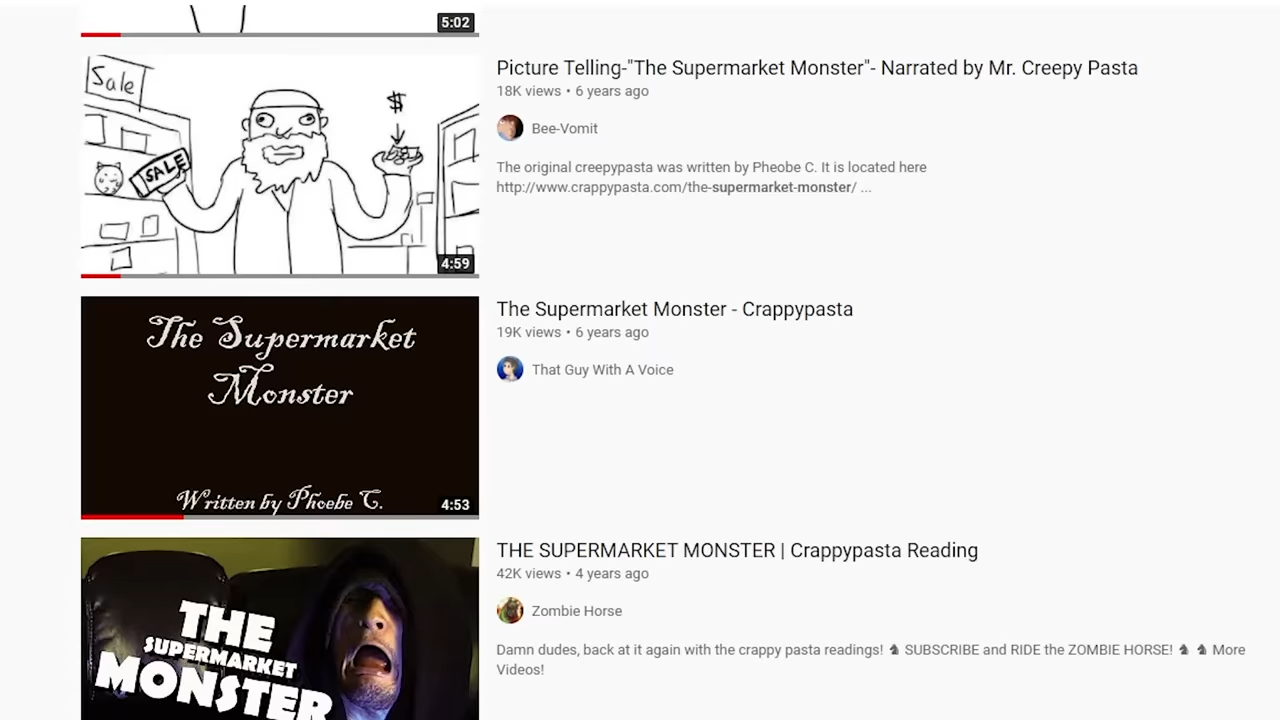 5:02
Sale
SALE
$
4:59
Picture Telling-"The Supermarket Monster"- Narrated by Mr. Creepy Pasta
18K views • 6 years ago
Bee-Vomit
The original creepypasta was written by Pheobe C. It is located here
http://www.crappypasta.com/the-supermarket-monster/ ...
The Supermarket
Monster
Written by Phoebe C.
4:53
The Supermarket Monster - Crappypasta
19K views • 6 years ago
That Guy With A Voice
THE
SUPERMARKET
MONSTER
THE SUPERMARKET MONSTER | Crappypasta Reading
42K views • 4 years ago
Zombie Horse
Damn dudes, back at it again with the crappy pasta readings! ♞ SUBSCRIBE and RIDE the ZOMBIE HORSE! ♞ ♞ More
Videos!